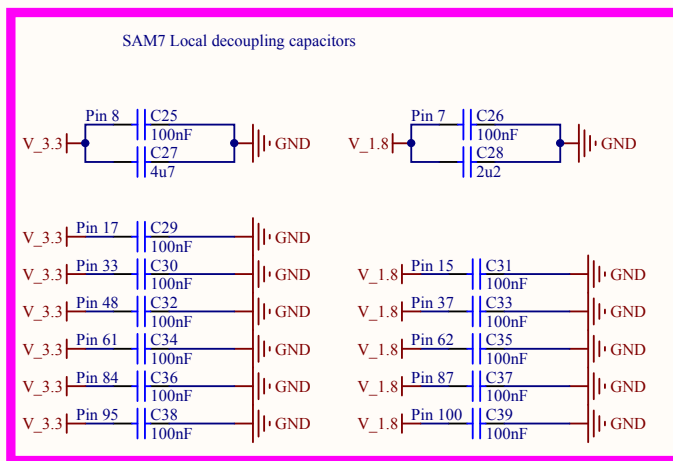 SAM7 Local decoupling capacitors
Pin 8 C25 Pin 7 C26
100nF 100nF
V_3.3 GND V_1.8 GND
C27 C28
4u7 2u2
V_3.3 Pin 17 C29 GND
100nF
V_3.3 Pin 33 C30 GND V_1.8 Pin 15 C31 GND
100nF 100nF
V_3.3 Pin 48 C32 GND V_1.8 Pin 37 C33 GND
100nF 100nF
V_3.3 Pin 61 C34 GND V_1.8 Pin 62 C35 GND
100nF 100nF
V_3.3 Pin 84 C36 GND V_1.8 Pin 87 C37 GND
100nF 100nF
V_3.3 Pin 95 C38 GND V_1.8 Pin 100 C39 GND
100nF 100nF